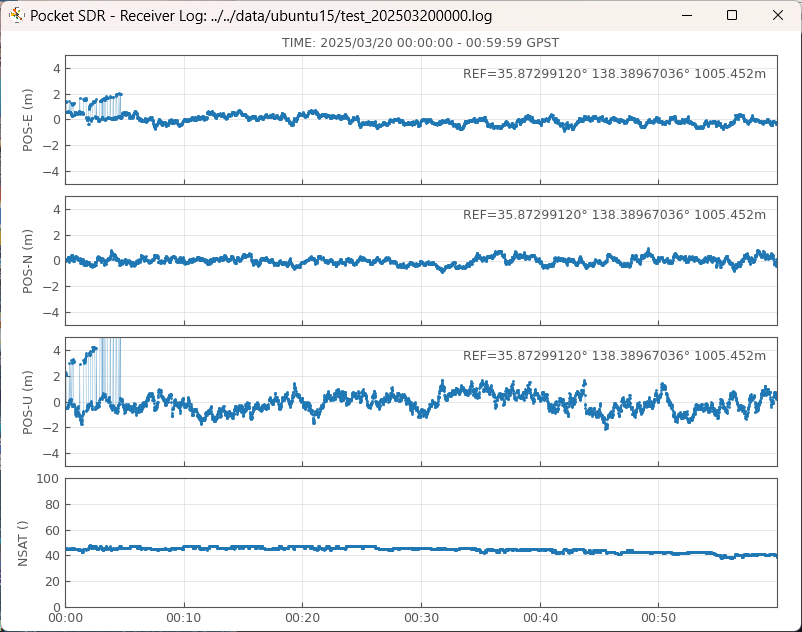 Pocket SDR - Receiver Log: ../../data/ubuntu15/test_202503200000.log
TIME: 2025/03/20 00:00:00 - 00:59:59 GPST
POS-E (m)
4
2
0
−2
−4
REF=35.87299120° 138.38967036° 1005.452m
POS-N (m)
4
2
0
−2
−4
REF=35.87299120° 138.38967036° 1005.452m
POS-U (m)
4
2
0
−2
−4
REF=35.87299120° 138.38967036° 1005.452m
NSAT ()
100
80
60
40
20
0
00:00 00:10 00:20 00:30 00:40 00:50